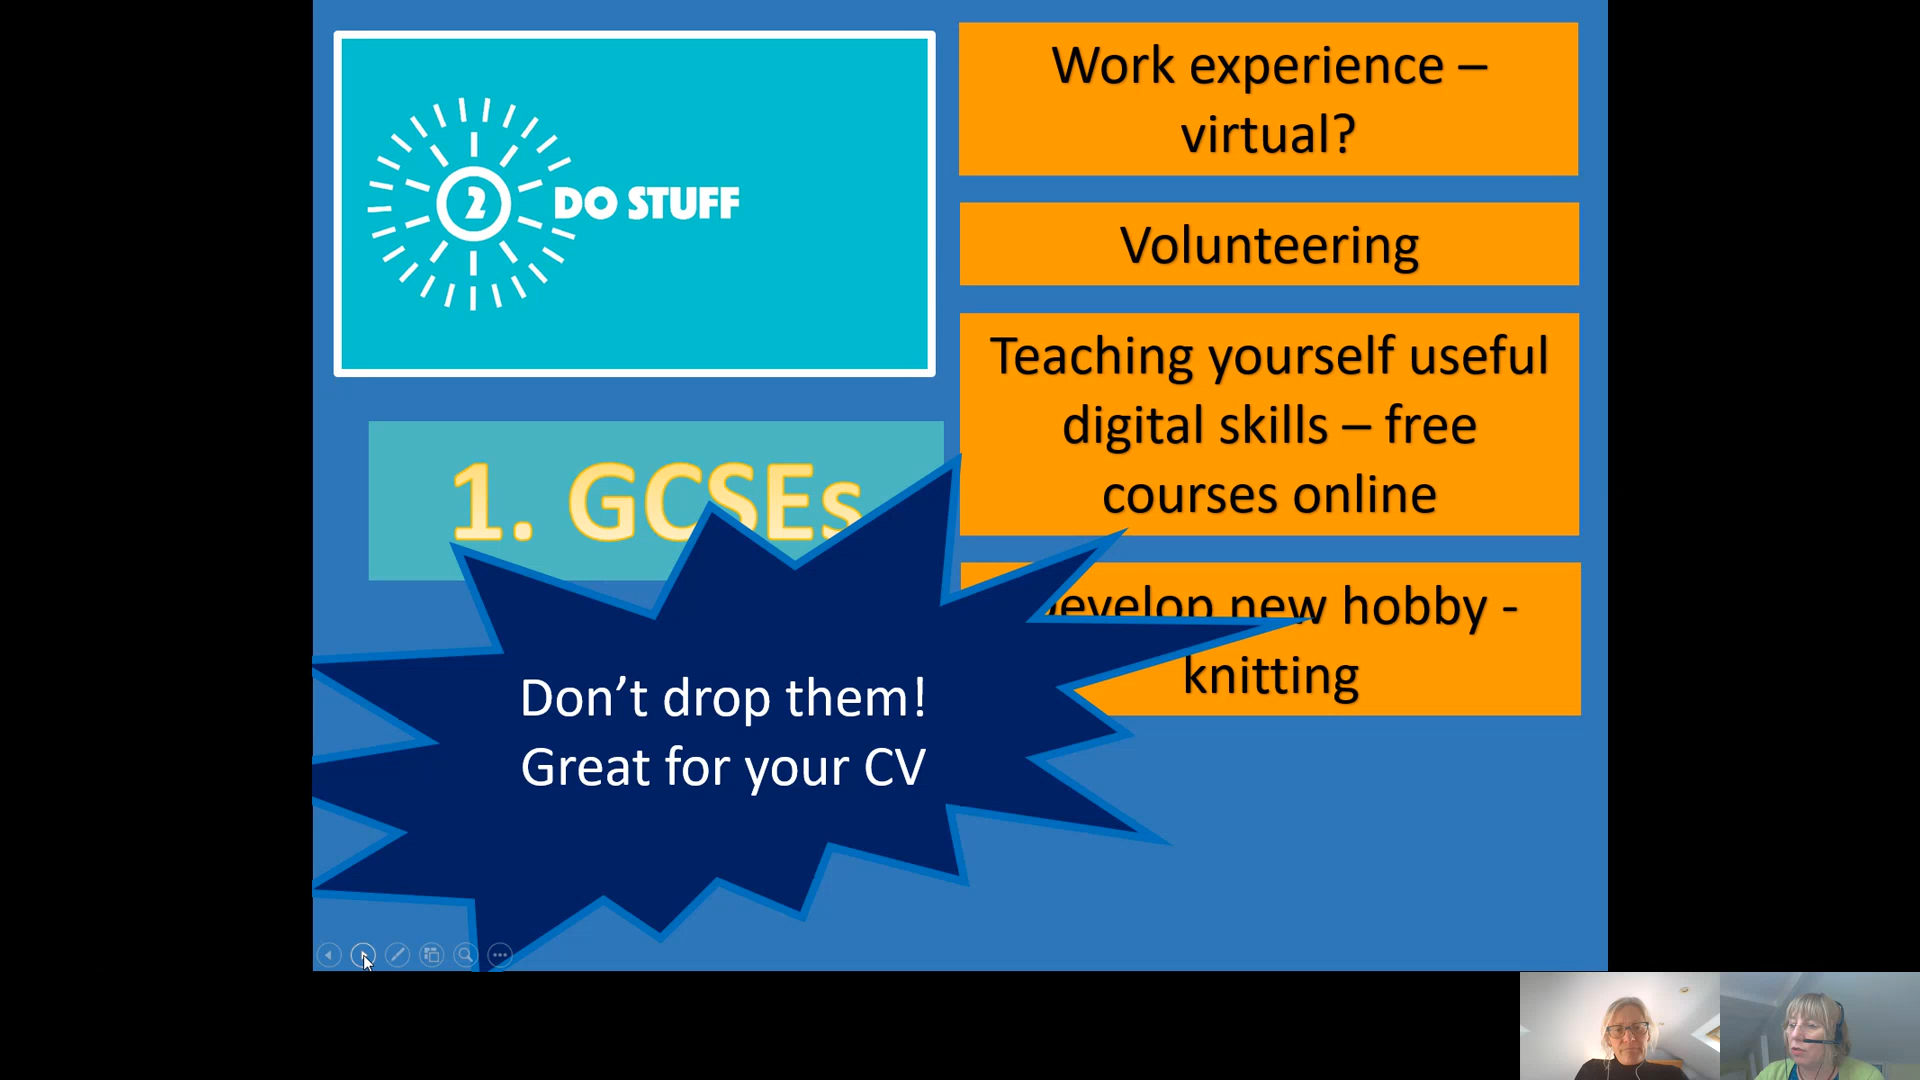 2 DO STUFF
1. GCSEs
Don’t drop them!
Great for your CV
Work experience –
virtual?
Volunteering
Teaching yourself useful
digital skills – free
courses online
Develop new hobby -
knitting